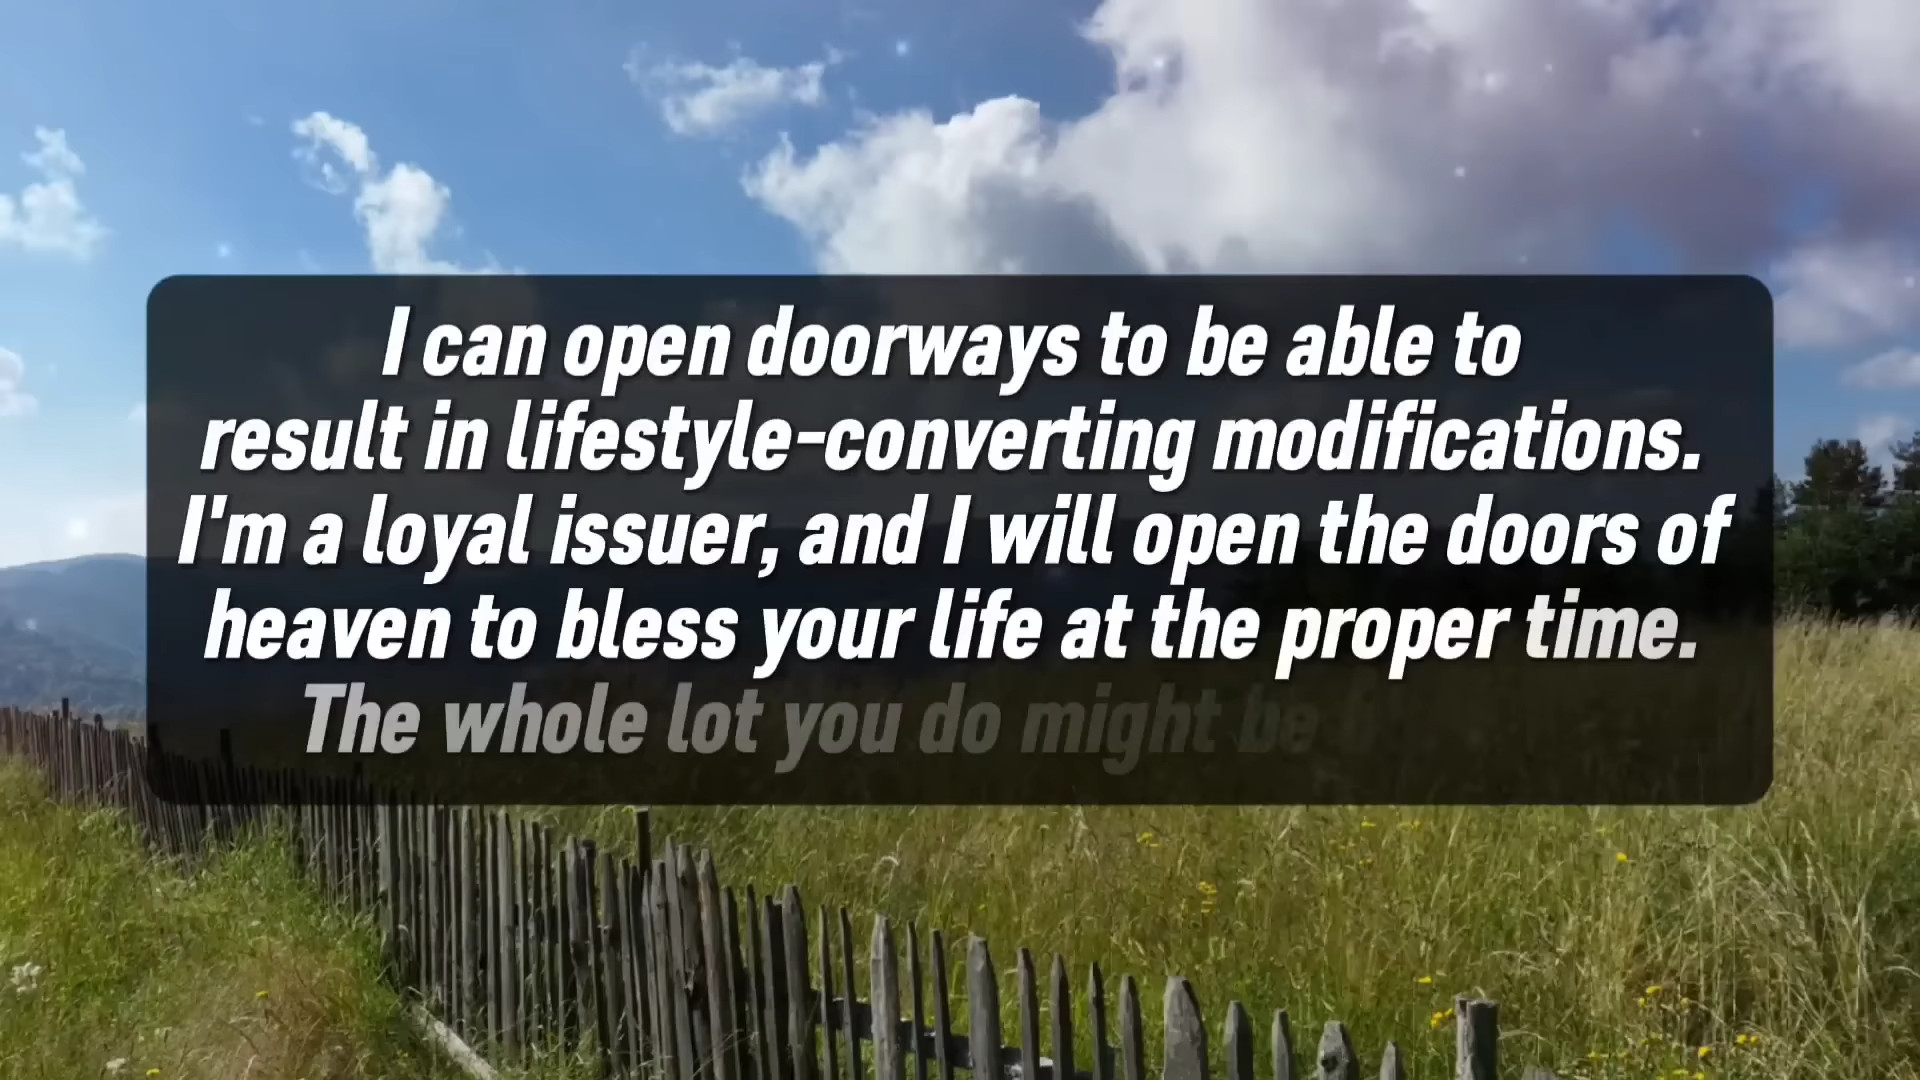 I can open doorways to be able to
result in lifestyle-converting modifications.
I'm a loyal issuer, and I will open the doors of
heaven to bless your life at the proper time.
The whole lot you do might be